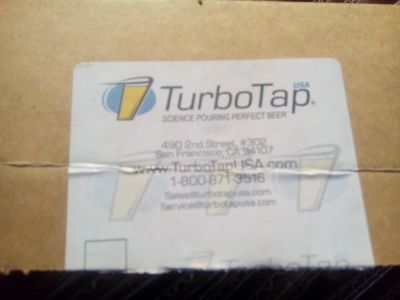 TurboTap®
USA
SCIENCE POURING PERFECT BEER
490 2nd Street, #302
San Francisco, CA 94107
www.TurboTapUSA.com
1-800-871-3516
Sales@turbotapusa.com
Service@turbotapusa.com
TurboTap